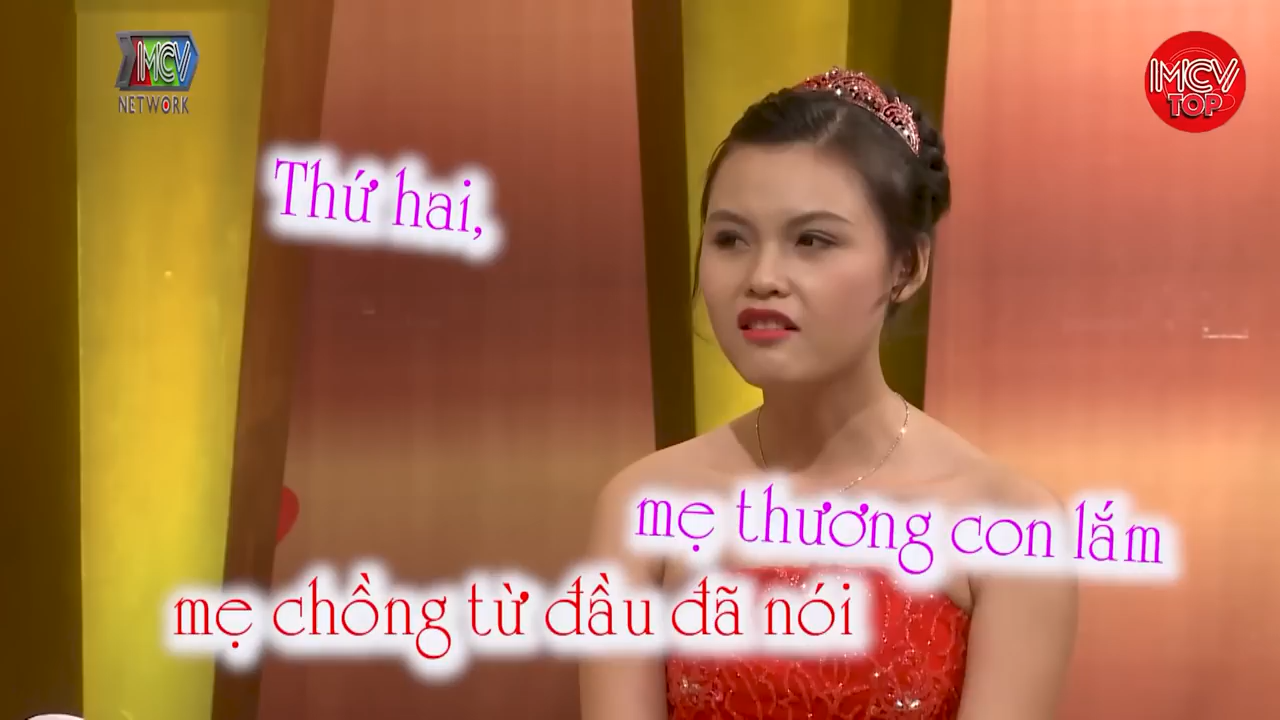 MCV
NETWORK
MCV
TOP
Thứ hai,
mẹ chồng từ đầu đã nói
mẹ thương con lắm